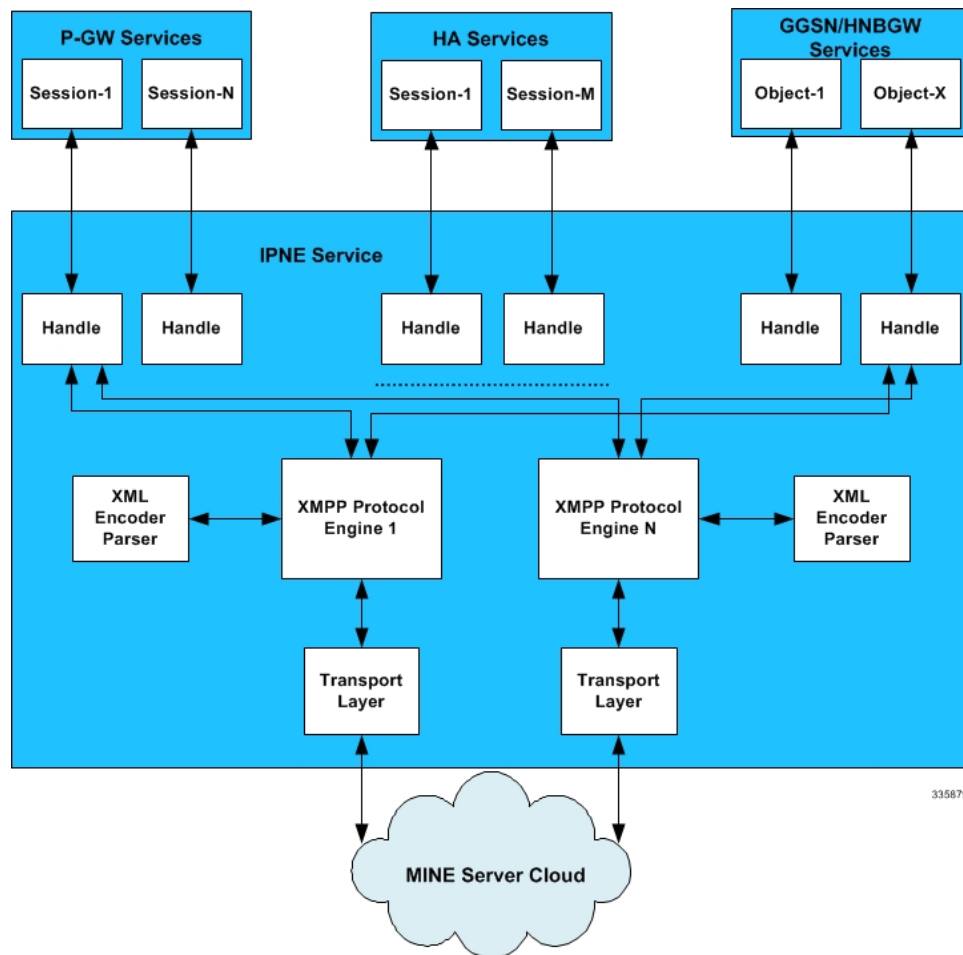 P-GW Services
HA Services
GGSN/HNBGW
Services
Session-1
Session-N
Session-1
Session-M
Object-1
Object-X
IPNE Service
Handle
Handle
Handle
Handle
Handle
Handle
XML
Encoder
Parser
XMPP Protocol
Engine 1
XMPP Protocol
Engine N
XML
Encoder
Parser
Transport
Layer
Transport
Layer
MINE Server Cloud